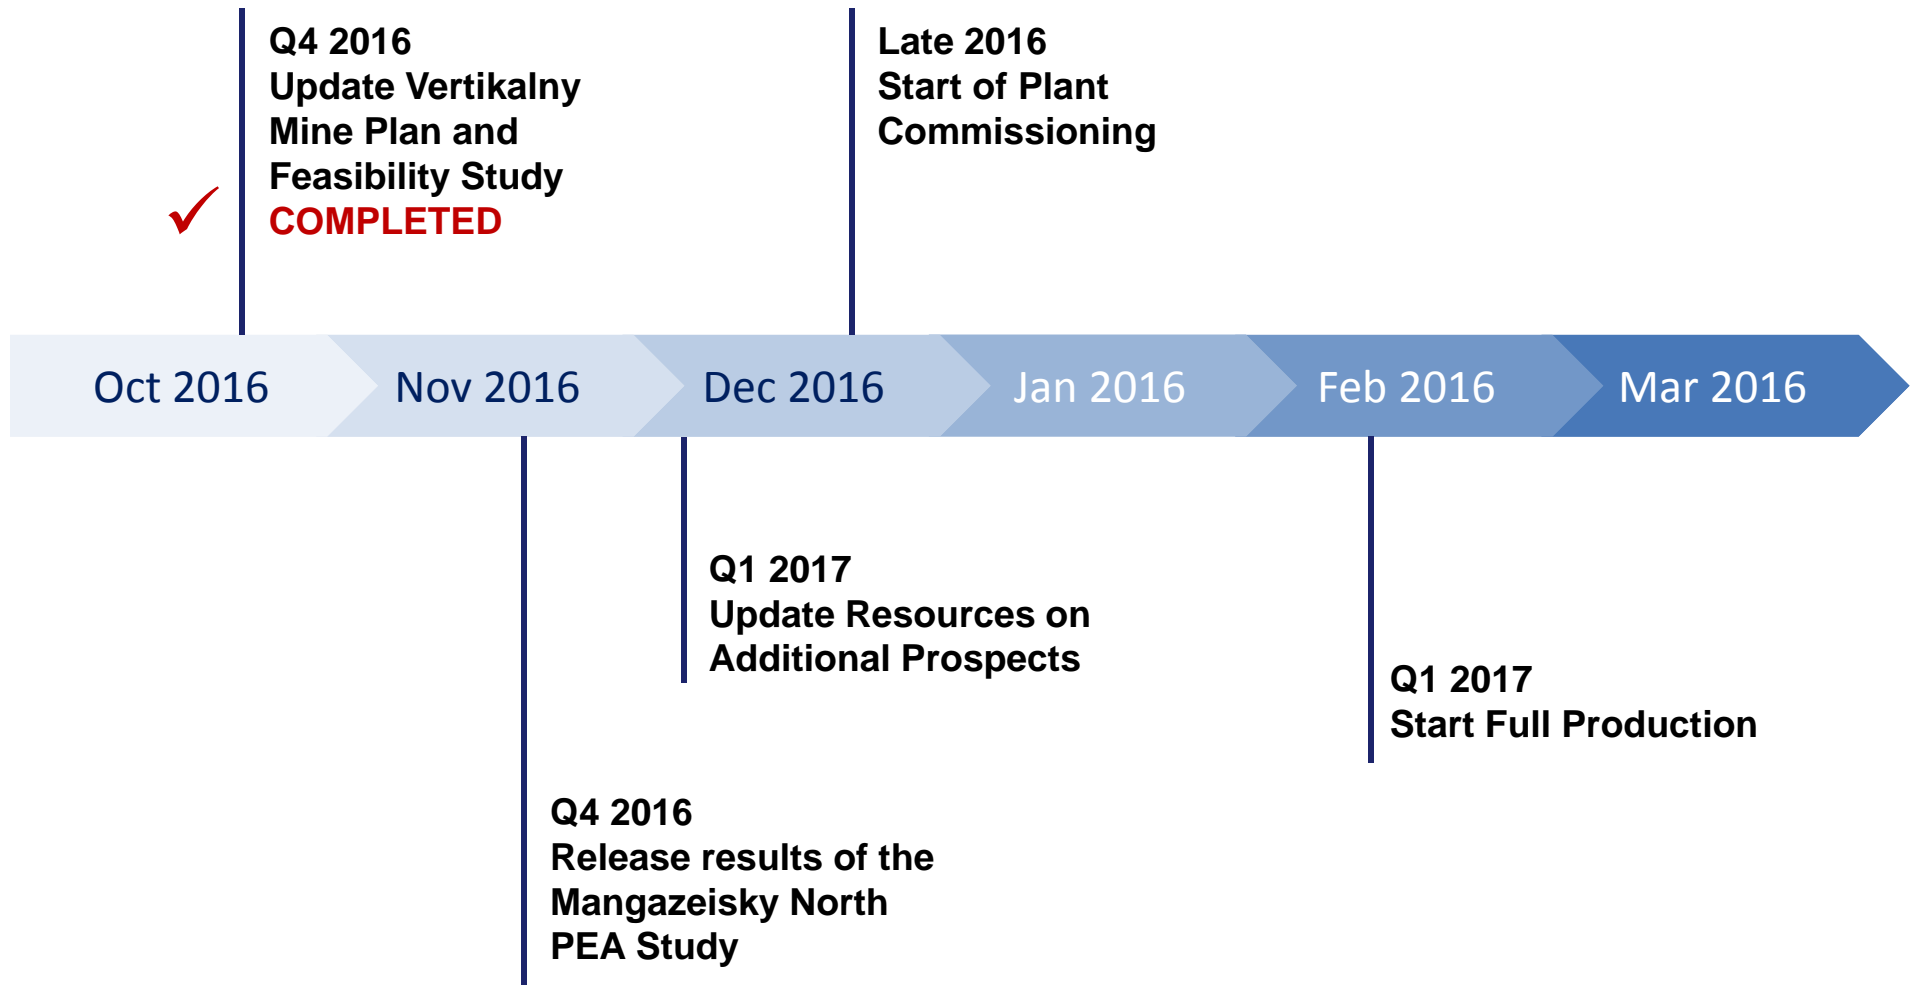 Q4 2016
Update Vertikalny
Mine Plan and
Feasibility Study
COMPLETED
Late 2016
Start of Plant
Commissioning
Oct 2016
Nov 2016
Dec 2016
Jan 2016
Feb 2016
Mar 2016
Q1 2017
Update Resources on
Additional Prospects
Q1 2017
Start Full Production
Q4 2016
Release results of the
Mangazeisky North
PEA Study